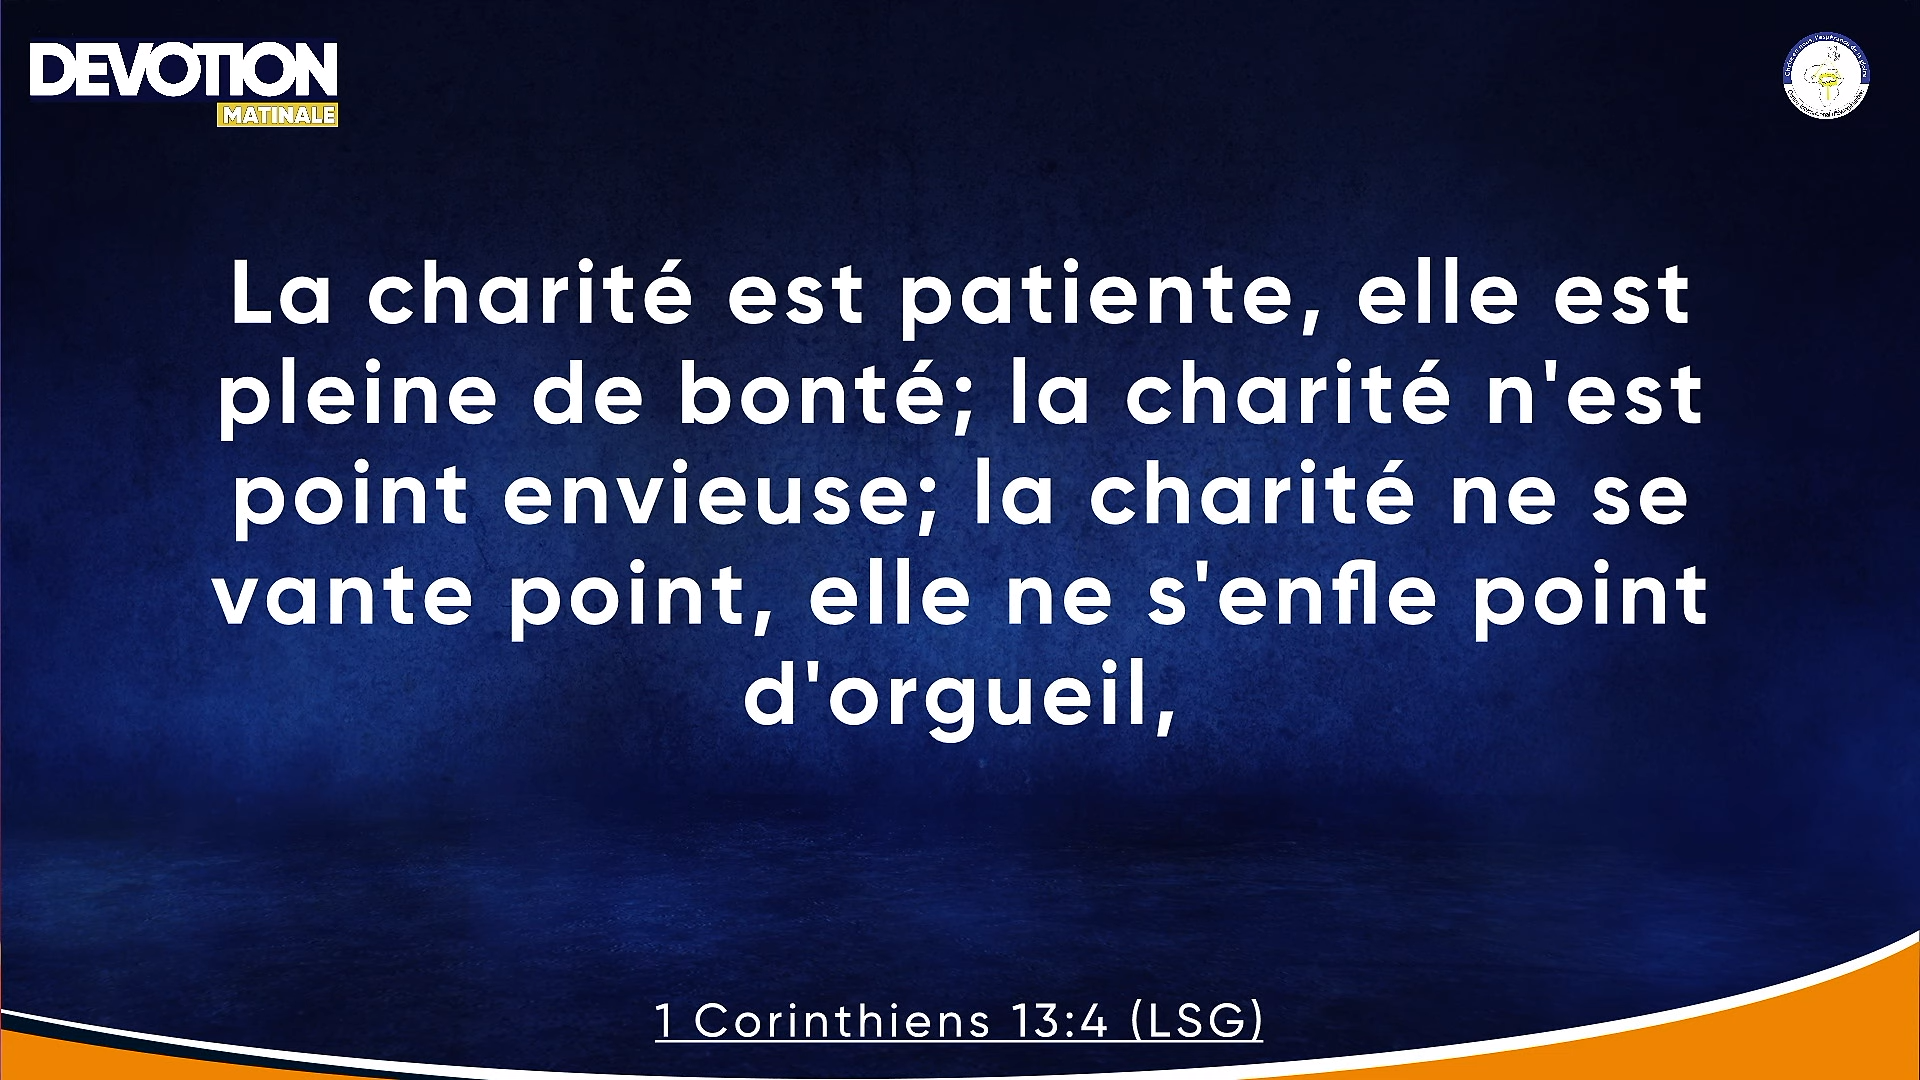 DEVOTION
MATINALE
La charité est patiente, elle est
pleine de bonté; la charité n'est
point envieuse; la charité ne se
vante point, elle ne s'enfle point
d'orgueil,
1 Corinthiens 13:4 (LSG)